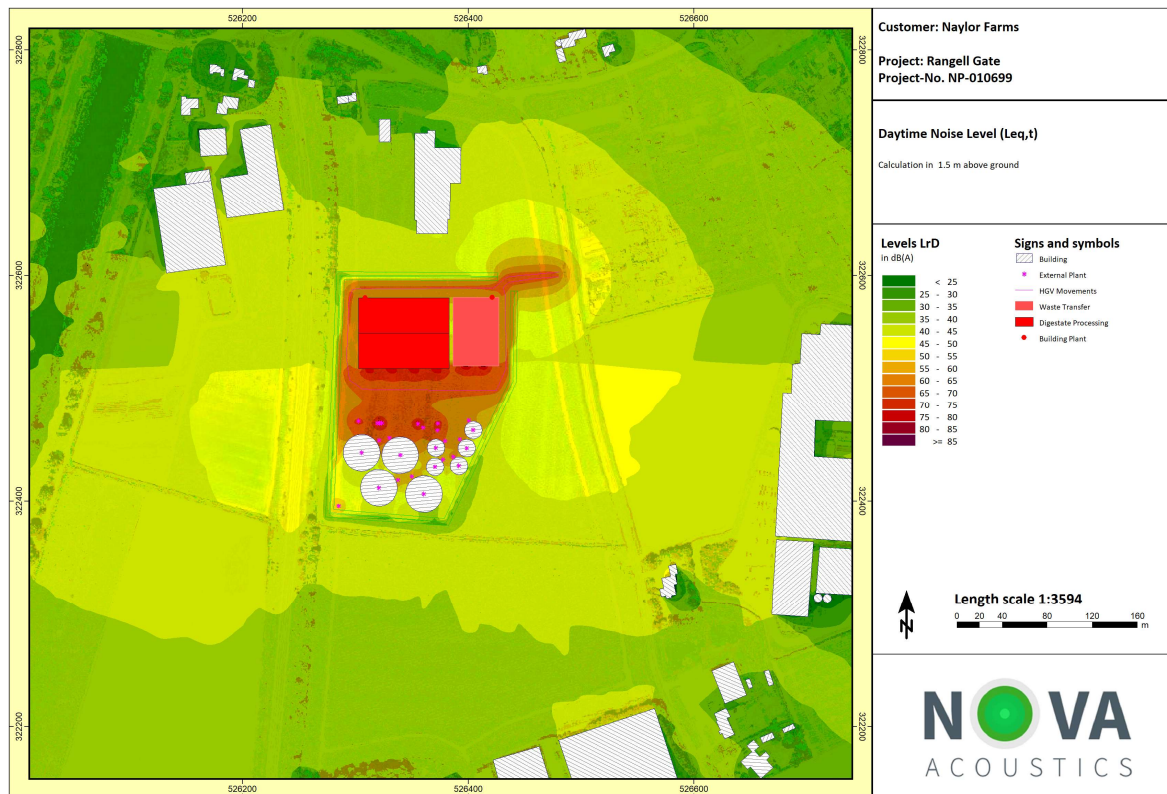 526200
526400
526600
322800
322800
322600
322600
322400
322400
322200
322200
526200
526400
526600
Customer: Naylor Farms
Project: Rangell Gate
Project-No. NP-010699
Daytime Noise Level (Leq,t)
Calculation in 1.5 m above ground
Levels LrD
in dB(A)
< 25
25 - 30
30 - 35
35 - 40
40 - 45
45 - 50
50 - 55
55 - 60
60 - 65
65 - 70
70 - 75
75 - 80
80 - 85
>= 85
Signs and symbols
Building
External Plant
HGV Movements
Waste Transfer
Digestate Processing
Building Plant
N
Length scale 1:3594
0 20 40 80 120 160
m
NOVA
ACOUSTICS